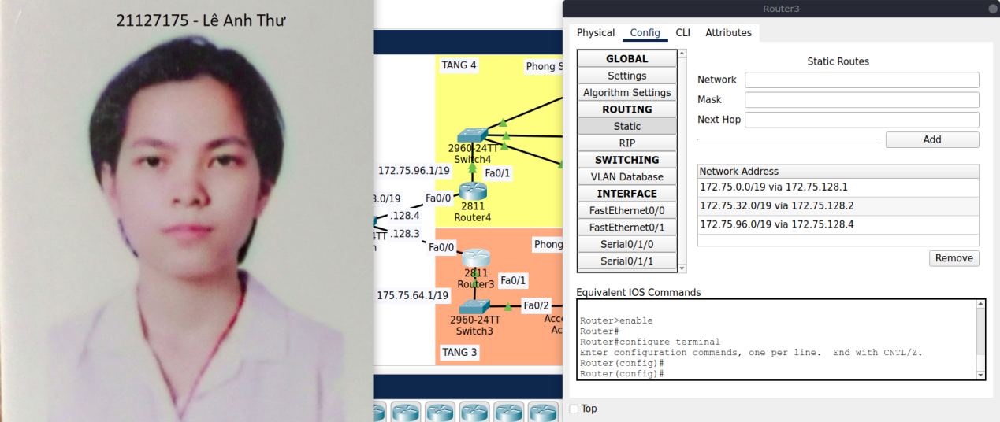 21127175 - Lê Anh Thư
TANG 4
Phong S
2960-24TT
Switch4
172.75.96.1/19
Fa0/1
Fa0/0
.128.4
2811
Router4
.128.3
Fa0/0
Phong
2811
Router3
Fa0/1
175.75.64.1/19
Fa0/2
2960-24TT
Switch3
TANG 3
Router3
Physical
Config
CLI
Attributes
GLOBAL
Settings
Algorithm Settings
ROUTING
Static
RIP
SWITCHING
VLAN Database
INTERFACE
FastEthernet0/0
FastEthernet0/1
Serial0/1/0
Serial0/1/1
Static Routes
Network
Mask
Next Hop
Add
Network Address
172.75.0.0/19 via 172.75.128.1
172.75.32.0/19 via 172.75.128.2
172.75.96.0/19 via 172.75.128.4
Remove
Equivalent IOS Commands
Router>enable
Router#
Router#configure terminal
Enter configuration commands, one per line. End with CNTL/Z.
Router(config)#
Router(config)#
Top